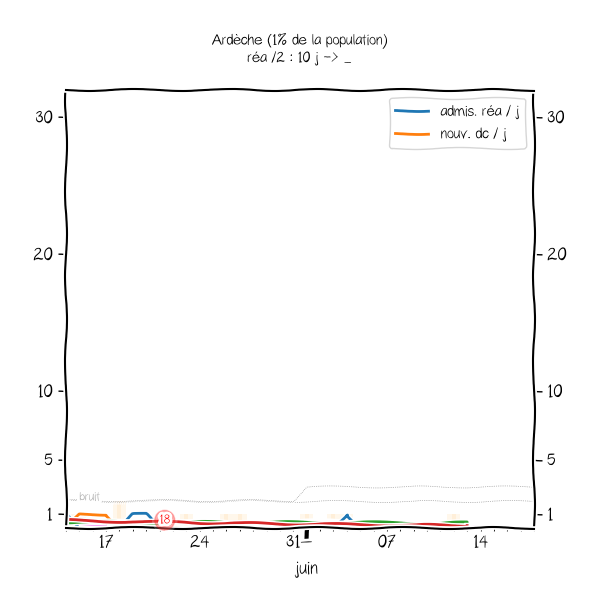 Ardèche (1% de la population)
réa /2 : 10 j -> _
admis. réa / j
nouv. dc / j
30
30
20
20
10
10
5
5
bruit
1
18
1
17
24
31
07
14
juin